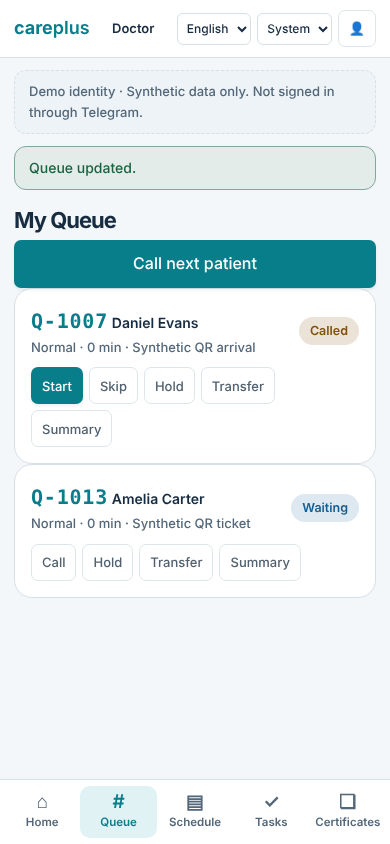 careplus Doctor English System
Demo identity · Synthetic data only. Not signed in
through Telegram.
Queue updated.
My Queue
Call next patient
Q-1007 Daniel Evans
Called
Normal · 0 min · Synthetic QR arrival
Start Skip Hold Transfer
Summary
Q-1013 Amelia Carter
Waiting
Normal · 0 min · Synthetic QR ticket
Call Hold Transfer Summary
# 
Home Queue Schedule Tasks Certificates